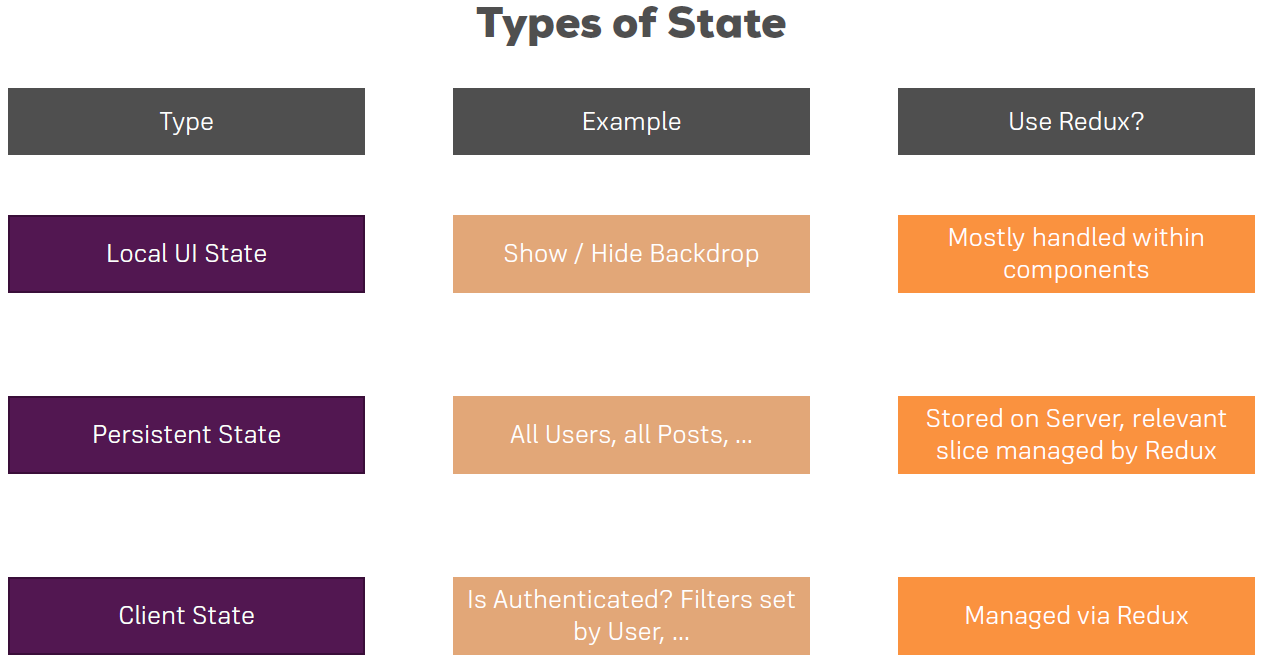 Types of State
Type
Example
Use Redux?
Local UI State
Show / Hide Backdrop
Mostly handled within
components
Persistent State
All Users, all Posts, ...
Stored on Server, relevant
slice managed by Redux
Client State
Is Authenticated? Filters set
by User, ...
Managed via Redux